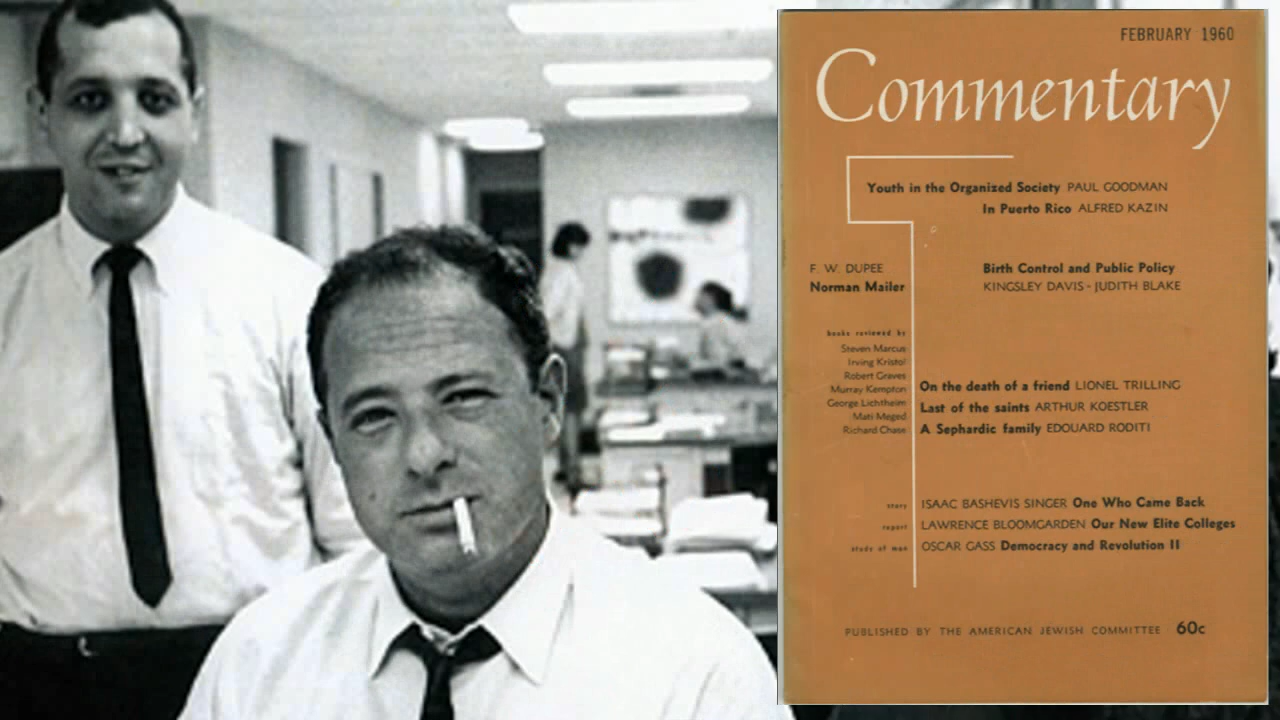 FEBRUARY 1960
Commentary
Youth in the Organized Society PAUL GOODMAN
In Puerto Rico ALFRED KAZIN
F. W. DUPEE
Norman Mailer
Birth Control and Public Policy
KINGSLEY DAVIS - JUDITH BLAKE
books reviewed by
Steven Marcus
Irving Kristol
Robert Graves
Murray Kempton
George Lichtheim
Mati Meged
Richard Chase
On the death of a friend LIONEL TRILLING
Last of the saints ARTHUR KOESTLER
A Sephardic family EDOUARD RODITI
story ISAAC BASHEVIS SINGER One Who Came Back
report LAWRENCE BLOOMGARDEN Our New Elite Colleges
study of man OSCAR GASS Democracy and Revolution II
PUBLISHED BY THE AMERICAN JEWISH COMMITTEE 60c